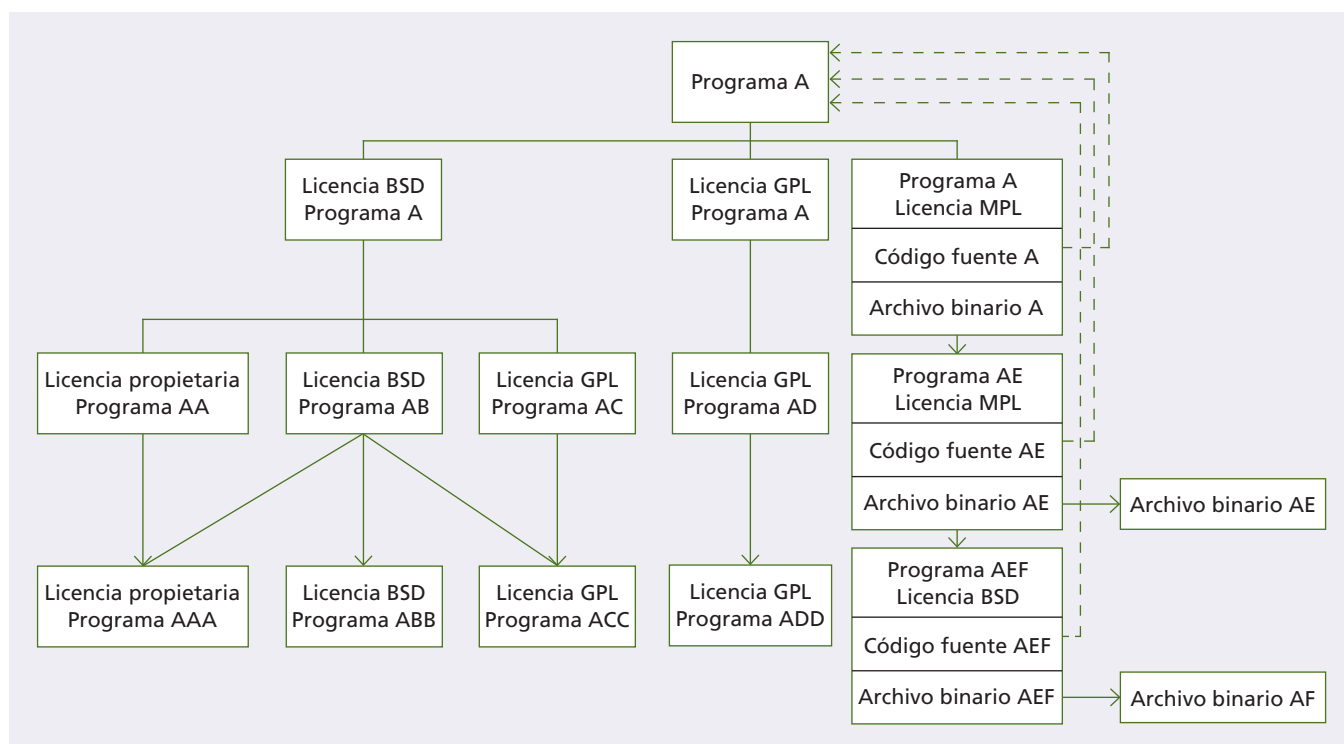 Programa A
Licencia BSD
Programa A
Licencia GPL
Programa A
Programa A
Licencia MPL
Código fuente A
Archivo binario A
Licencia propietaria
Programa AA
Licencia BSD
Programa AB
Licencia GPL
Programa AC
Licencia GPL
Programa AD
Programa AE
Licencia MPL
Código fuente AE
Archivo binario AE
Archivo binario AE
Licencia propietaria
Programa AAA
Licencia BSD
Programa ABB
Licencia GPL
Programa ACC
Licencia GPL
Programa ADD
Programa AEF
Licencia BSD
Código fuente AEF
Archivo binario AEF
Archivo binario AF